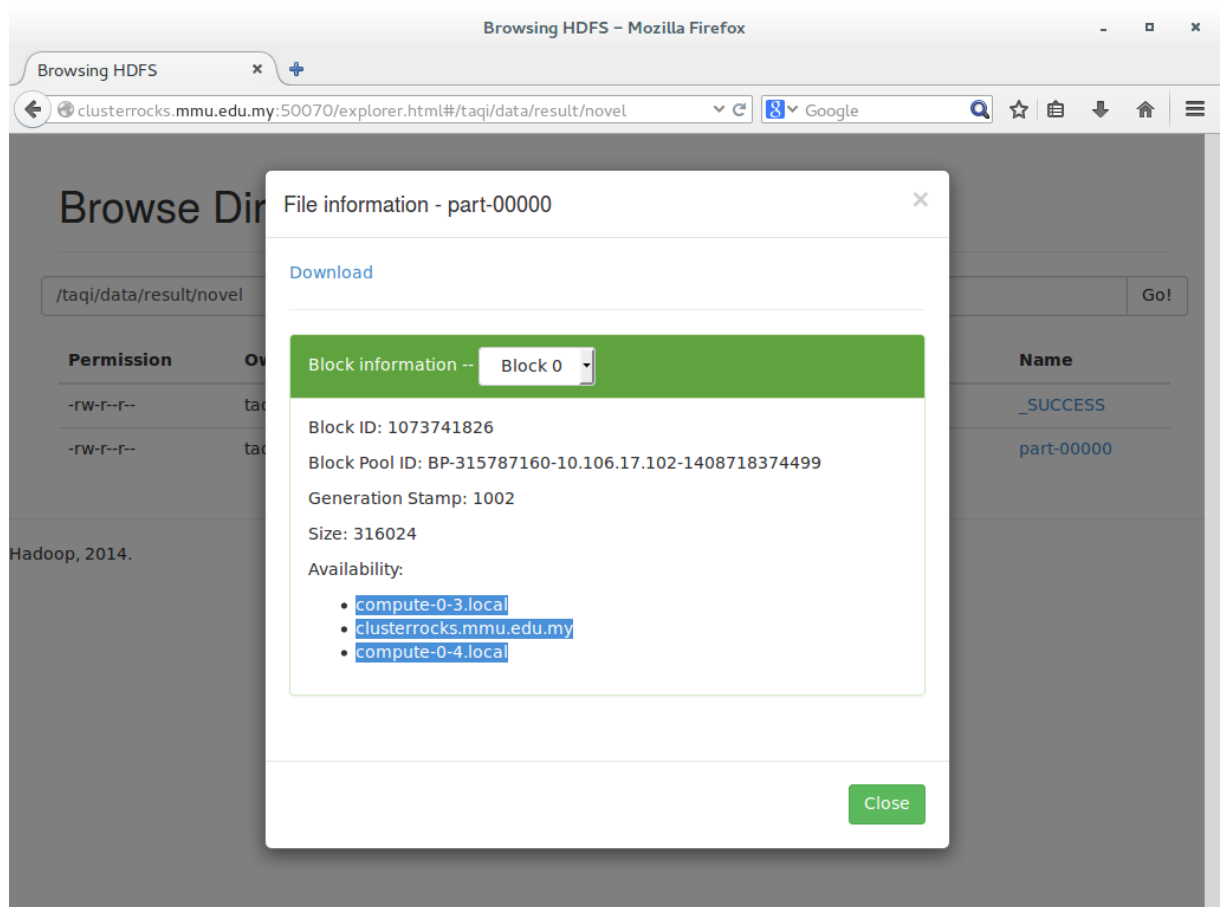 Browsing HDFS – Mozilla Firefox
Browsing HDFS
clusterrocks.mmu.edu.my:50070/explorer.html#/taqi/data/result/novel
8 Google
Browse Dir
File information - part-00000
Download
/taqi/data/result/novel
Go!
Block information -- Block 0
Permission
Name
-rw-r--r--
_SUCCESS
-rw-r--r--
part-00000
Block ID: 1073741826
Block Pool ID: BP-315787160-10.106.17.102-1408718374499
Generation Stamp: 1002
Size: 316024
Availability:
• compute-0-3.local
• clusterrocks.mmu.edu.my
• compute-0-4.local
Hadoop, 2014.
Close